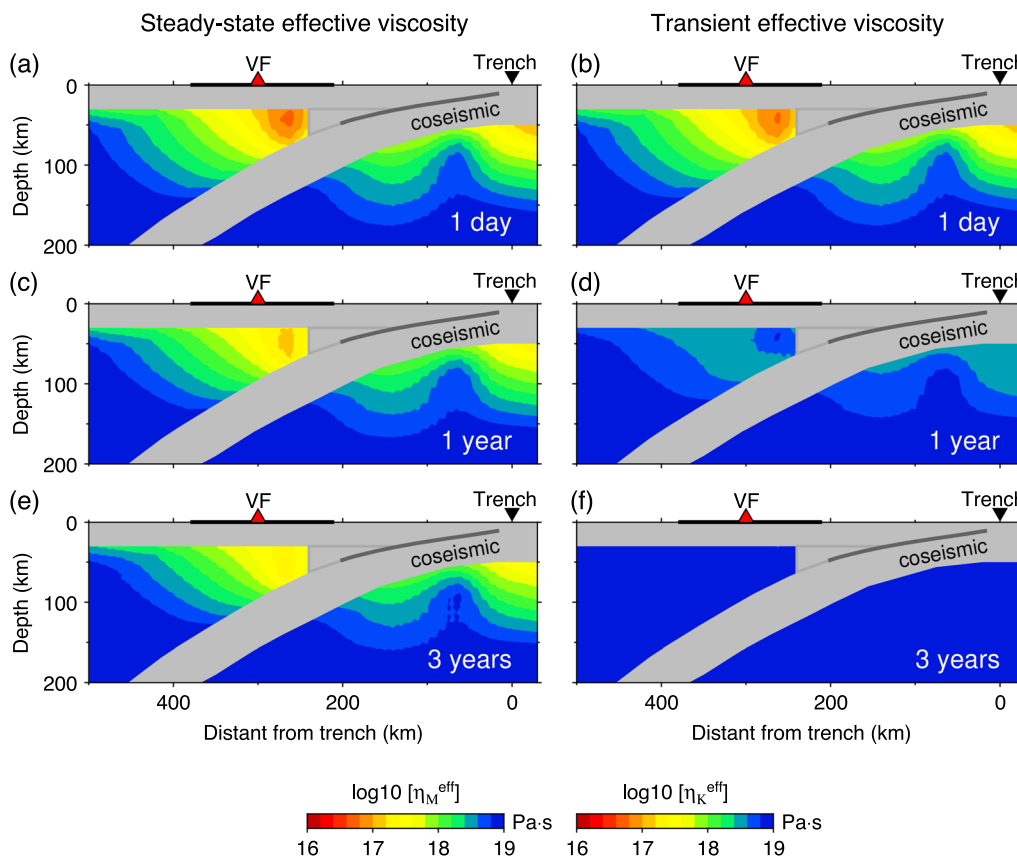 Steady-state effective viscosity
Transient effective viscosity
(a)
VF
Trench
0
100
200
Depth (km)
coseismic
1 day
(b)
VF
Trench
coseismic
1 day
(c)
VF
Trench
0
100
200
Depth (km)
coseismic
1 year
(d)
VF
Trench
coseismic
1 year
(e)
VF
Trench
0
100
200
Depth (km)
coseismic
3 years
400 200 0
Distant from trench (km)
(f)
VF
Trench
coseismic
3 years
400 200 0
Distant from trench (km)
log10 [η_M^eff]
Pa·s
16 17 18 19
log10 [η_K^eff]
Pa·s
16 17 18 19